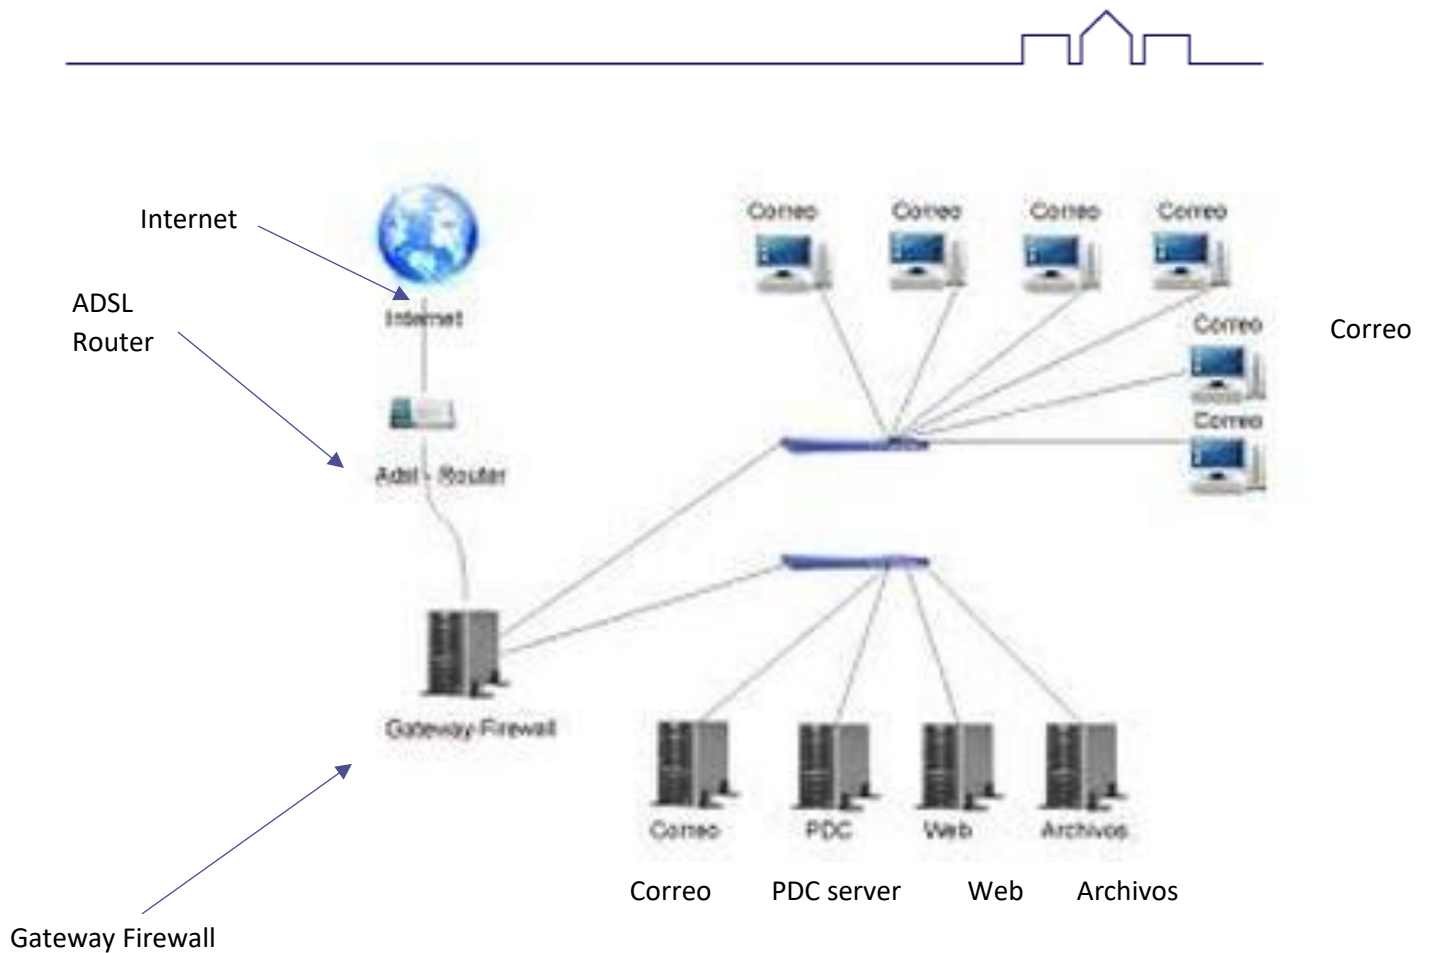 Correo Correo Correo Correo
Internet
ADSL
Router
Internet
Correo
Correo
Correo
Adsl - Router
Gateway-Firewall
Correo PDC Web Archivos
Correo PDC server Web Archivos
Gateway Firewall